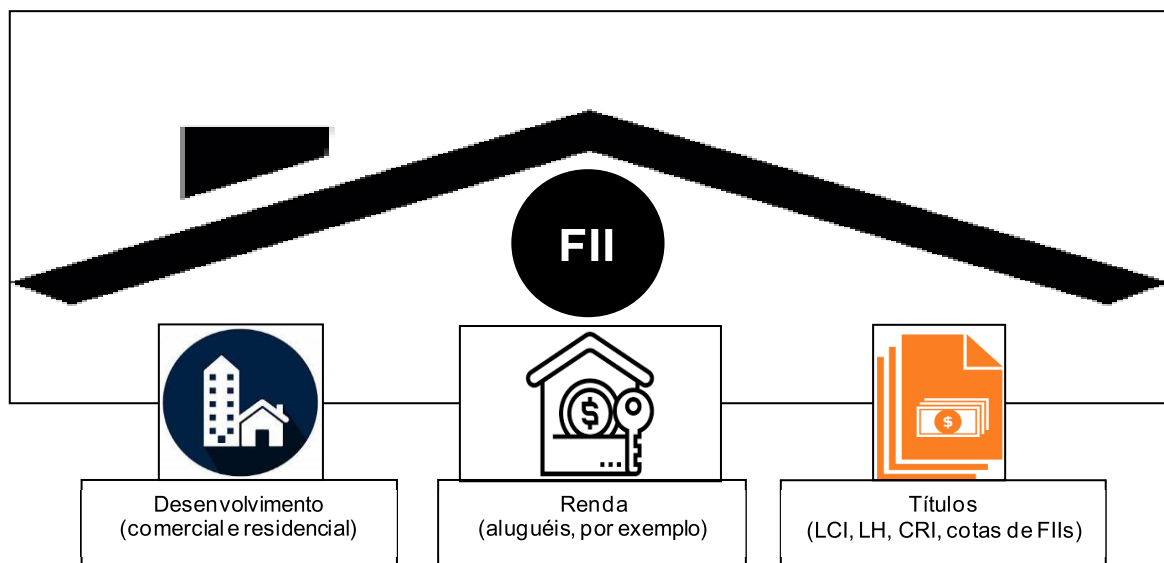 FII
Desenvolvimento
(comercial e residencial)
Renda
(aluguéis, por exemplo)
Títulos
(LCI, LH, CRI, cotas de FIIs)